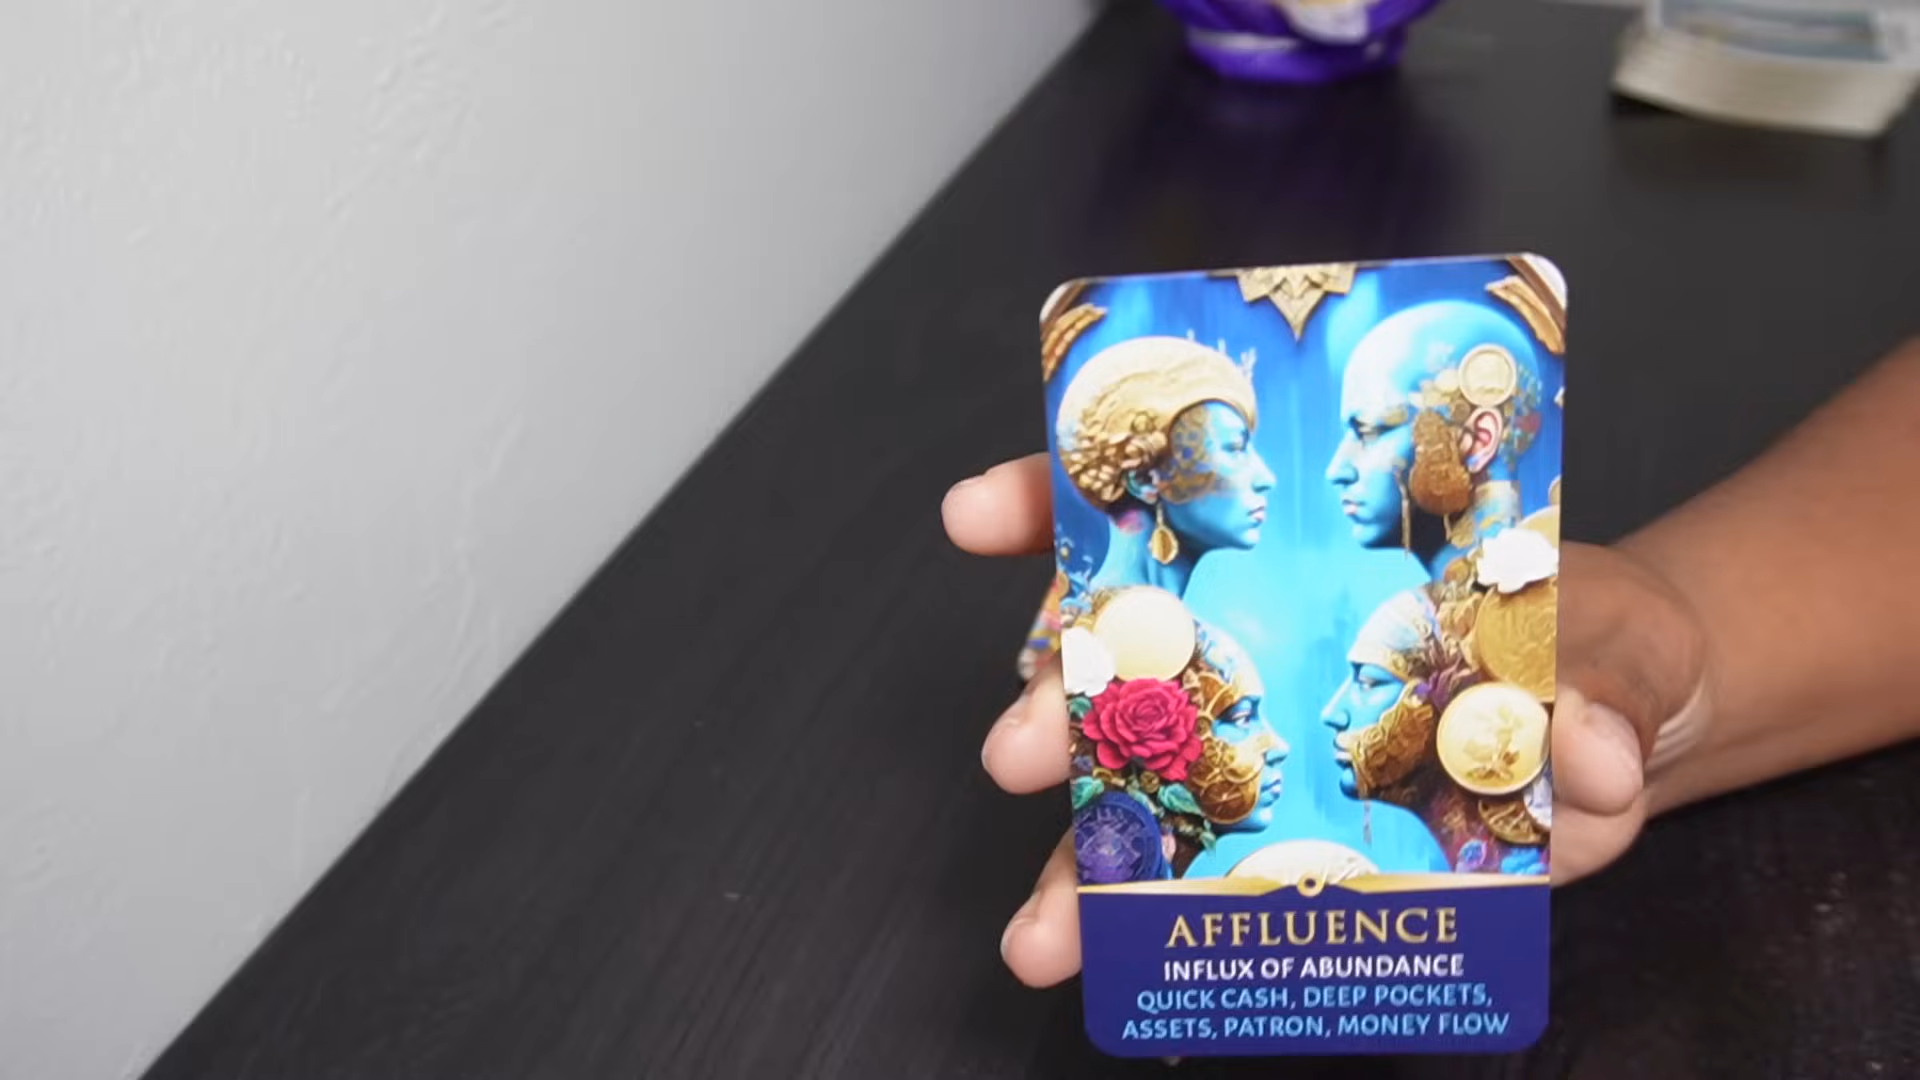 AFFLUENCE
INFLUX OF ABUNDANCE
QUICK CASH, DEEP POCKETS,
ASSETS, PATRON, MONEY FLOW